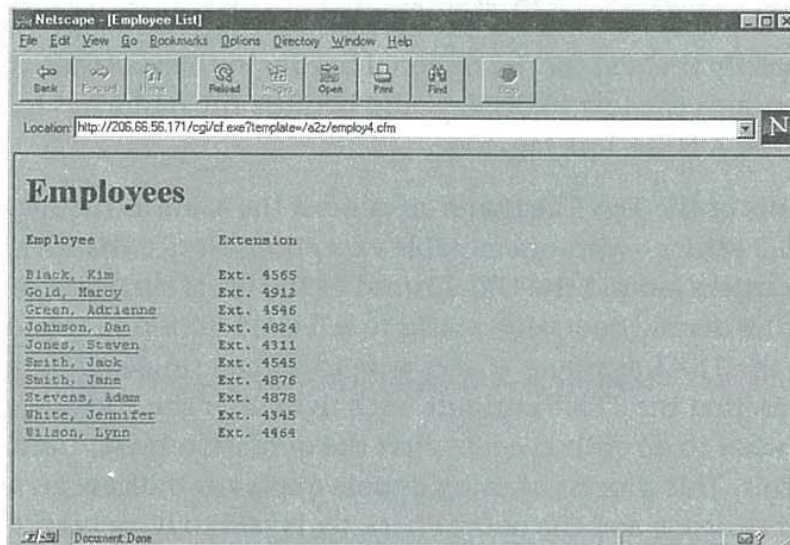 Netscape - [Employee List]
File Edit View Go Bookmarks Options Directory Window Help
Back Forward Home Reload Images Open Print Find Stop
Location: http://206.66.56.171/cgi/cf.exe?template=/a2z/employ4.cfm
N
Employees
Employee Extension
Black, Kim Ext. 4565
Gold, Marcy Ext. 4912
Green, Adrienne Ext. 4546
Johnson, Dan Ext. 4824
Jones, Steven Ext. 4311
Smith, Jack Ext. 4545
Smith, Jane Ext. 4876
Stevens, Adam Ext. 4878
White, Jennifer Ext. 4345
Wilson, Lynn Ext. 4464
Document: Done